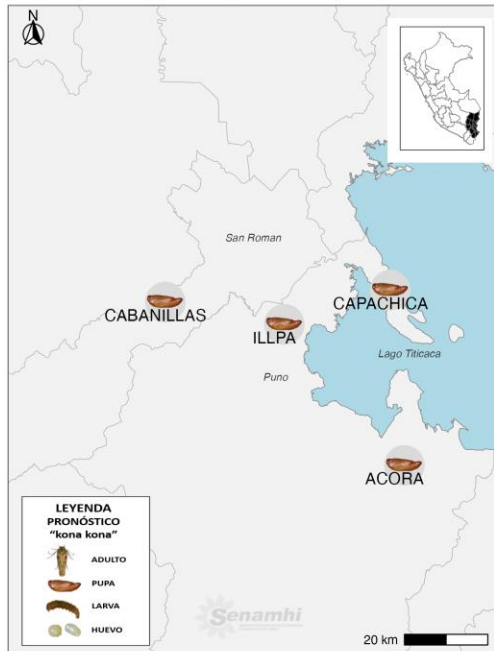 N
San Roman
CABANILLAS
CAPACHICA
ILLPA
Lago Titicaca
Puno
ACORA
LEYENDA
PRONÓSTICO
“kona kona”
ADULTO
PUPA
LARVA
HUEVO
Senamhi
20 km